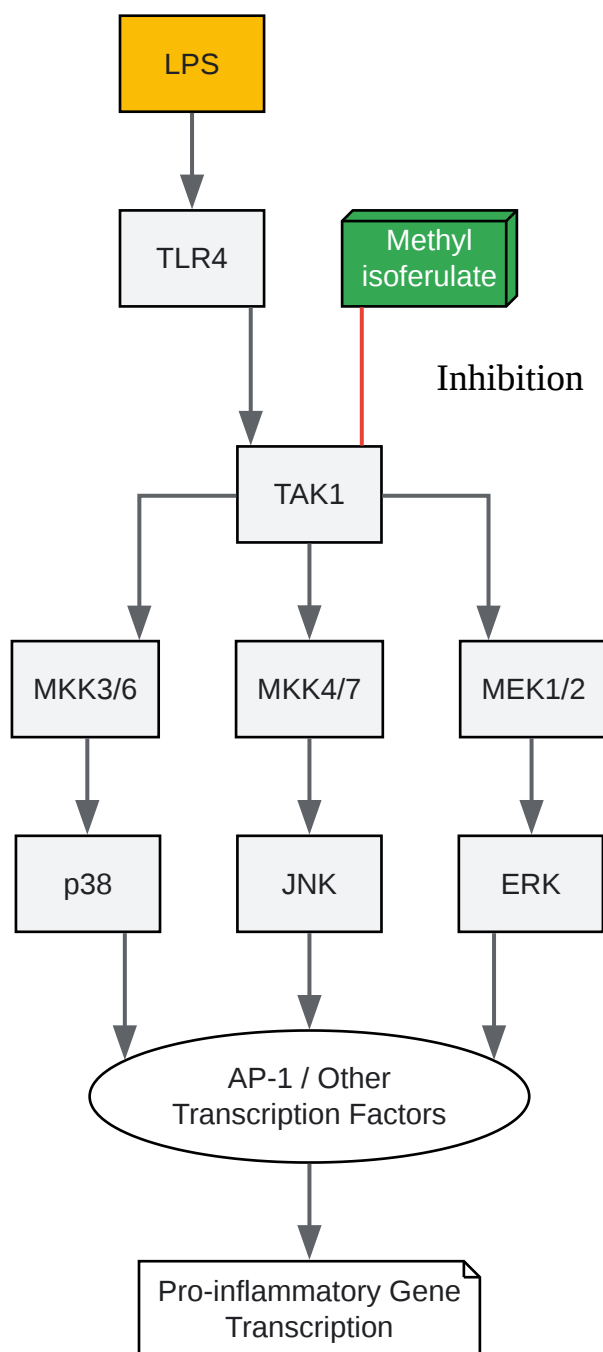 LPS
TLR4
Methyl
isoferulate
Inhibition
TAK1
MKK3/6
MKK4/7
MEK1/2
p38
JNK
ERK
AP-1 / Other
Transcription Factors
Pro-inflammatory Gene
Transcription